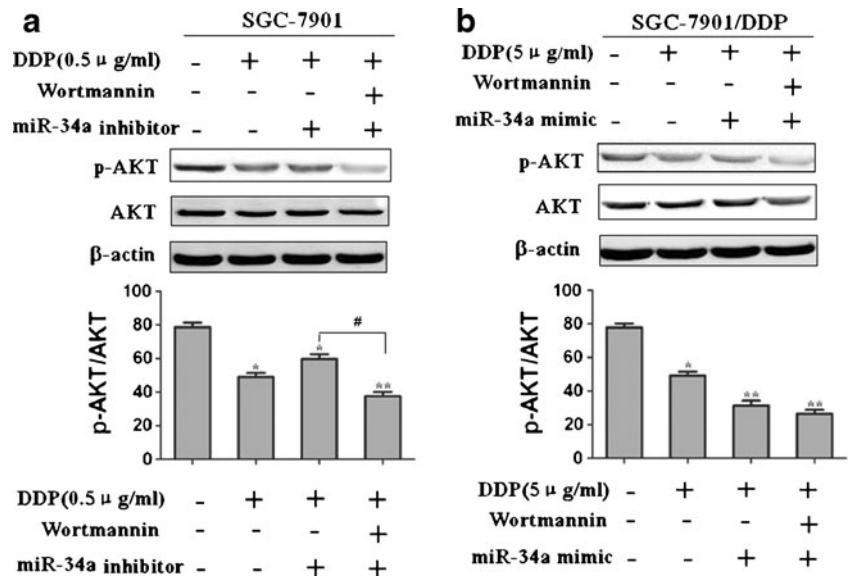 a
SGC-7901
DDP(0.5 μ g/ml) - + + +
Wortmannin - - - +
miR-34a inhibitor - - + +
p-AKT
AKT
β-actin
p-AKT/AKT
100
80
60
40
20
0
*
*
**
#
DDP(0.5 μ g/ml) - + + +
Wortmannin - - - +
miR-34a inhibitor - - + +
b
SGC-7901/DDP
DDP(5 μ g/ml) - + + +
Wortmannin - - - +
miR-34a mimic - - + +
p-AKT
AKT
β-actin
p-AKT/AKT
100
80
60
40
20
0
*
**
**
DDP(5 μ g/ml) - + + +
Wortmannin - - - +
miR-34a mimic - - + +